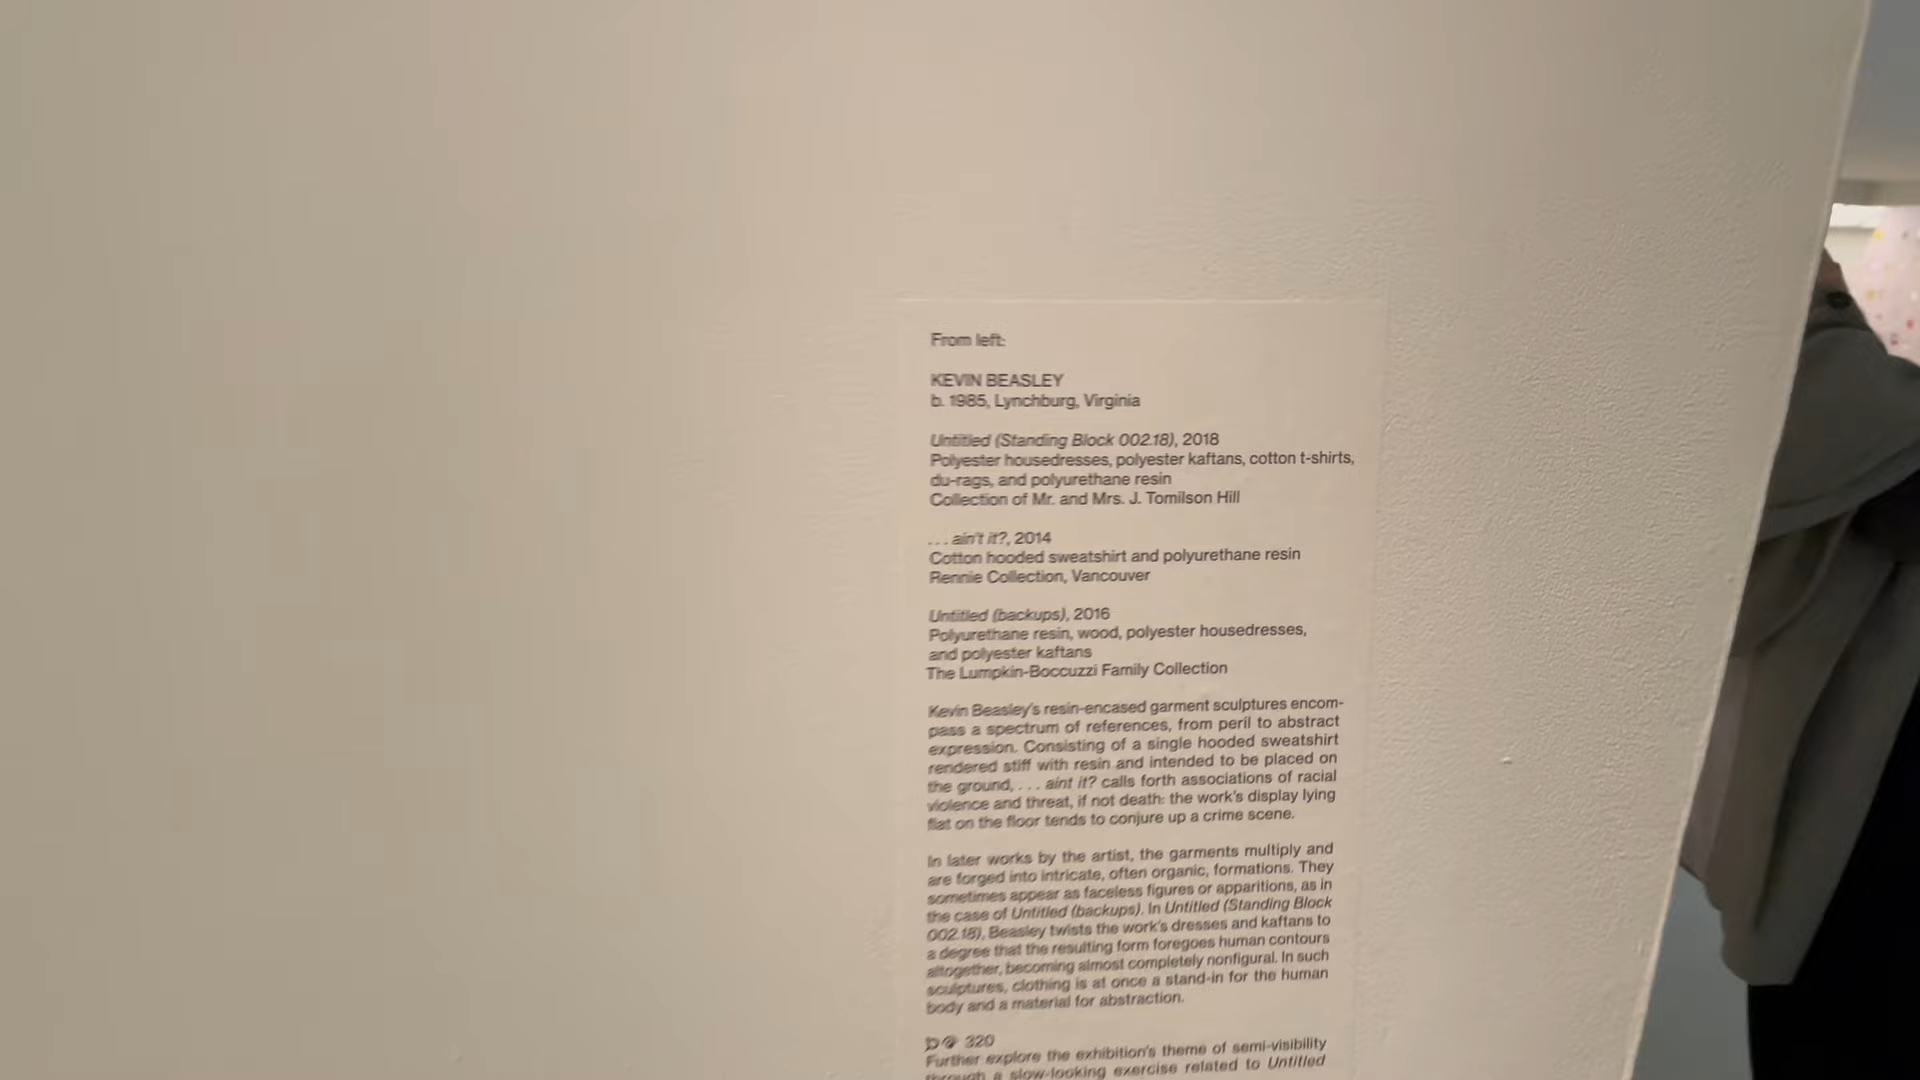 From left:
KEVIN BEASLEY
b. 1985, Lynchburg, Virginia
Untitled (Standing Block 002.18), 2018
Polyester housedresses, polyester kaftans, cotton t-shirts,
du-rags, and polyurethane resin
Collection of Mr. and Mrs. J. Tomilson Hill
. . . ain't it?, 2014
Cotton hooded sweatshirt and polyurethane resin
Rennie Collection, Vancouver
Untitled (backups), 2016
Polyurethane resin, wood, polyester housedresses,
and polyester kaftans
The Lumpkin-Boccuzzi Family Collection
Kevin Beasley's resin-encased garment sculptures encom-
pass a spectrum of references, from peril to abstract
expression. Consisting of a single hooded sweatshirt
rendered stiff with resin and intended to be placed on
the ground, . . . aint it? calls forth associations of racial
violence and threat, if not death: the work's display lying
flat on the floor tends to conjure up a crime scene.
In later works by the artist, the garments multiply and
are forged into intricate, often organic, formations. They
sometimes appear as faceless figures or apparitions, as in
the case of Untitled (backups). In Untitled (Standing Block
002.18), Beasley twists the work's dresses and kaftans to
a degree that the resulting form foregoes human contours
altogether, becoming almost completely nonfigural. In such
sculptures, clothing is at once a stand-in for the human
body and a material for abstraction.
320
Further explore the exhibition's theme of semi-visibility
through a slow-looking exercise related to Untitled